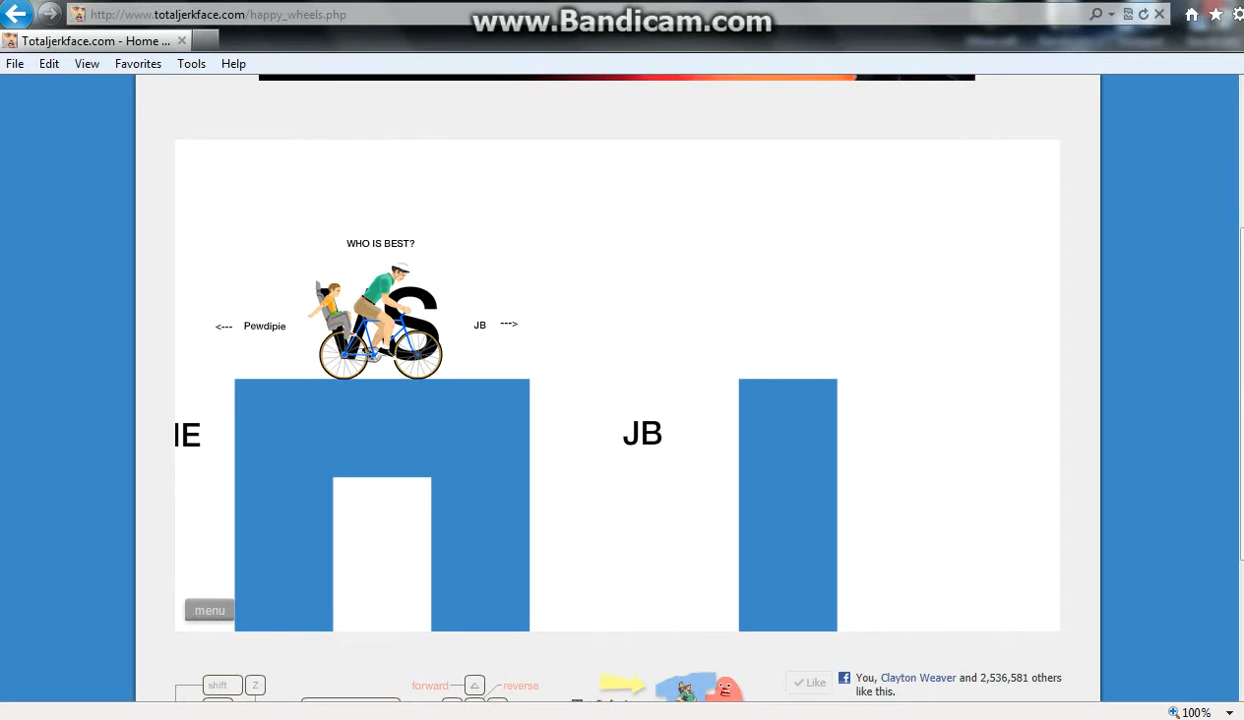 http://www.totaljerkface.com/happy_wheels.php
www.Bandicam.com
Totaljerkface.com - Home ...
File Edit View Favorites Tools Help
WHO IS BEST?
<--- Pewdipie
S
JB --->
IE
JB
menu
shift Z
forward
reverse
Like
You, Clayton Weaver and 2,536,581 others
like this.
100%